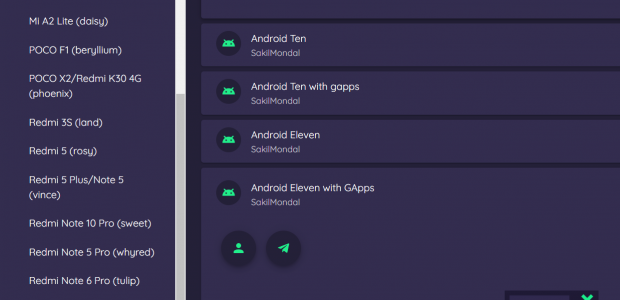 Mi A2 Lite (daisy)
POCO F1 (beryllium)
POCO X2/Redmi K30 4G
(phoenix)
Redmi 3S (land)
Redmi 5 (rosy)
Redmi 5 Plus/Note 5
(vince)
Redmi Note 10 Pro (sweet)
Redmi Note 5 Pro (whyred)
Redmi Note 6 Pro (tulip)
Android Ten
SakilMondal
Android Ten with gapps
SakilMondal
Android Eleven
SakilMondal
Android Eleven with GApps
SakilMondal